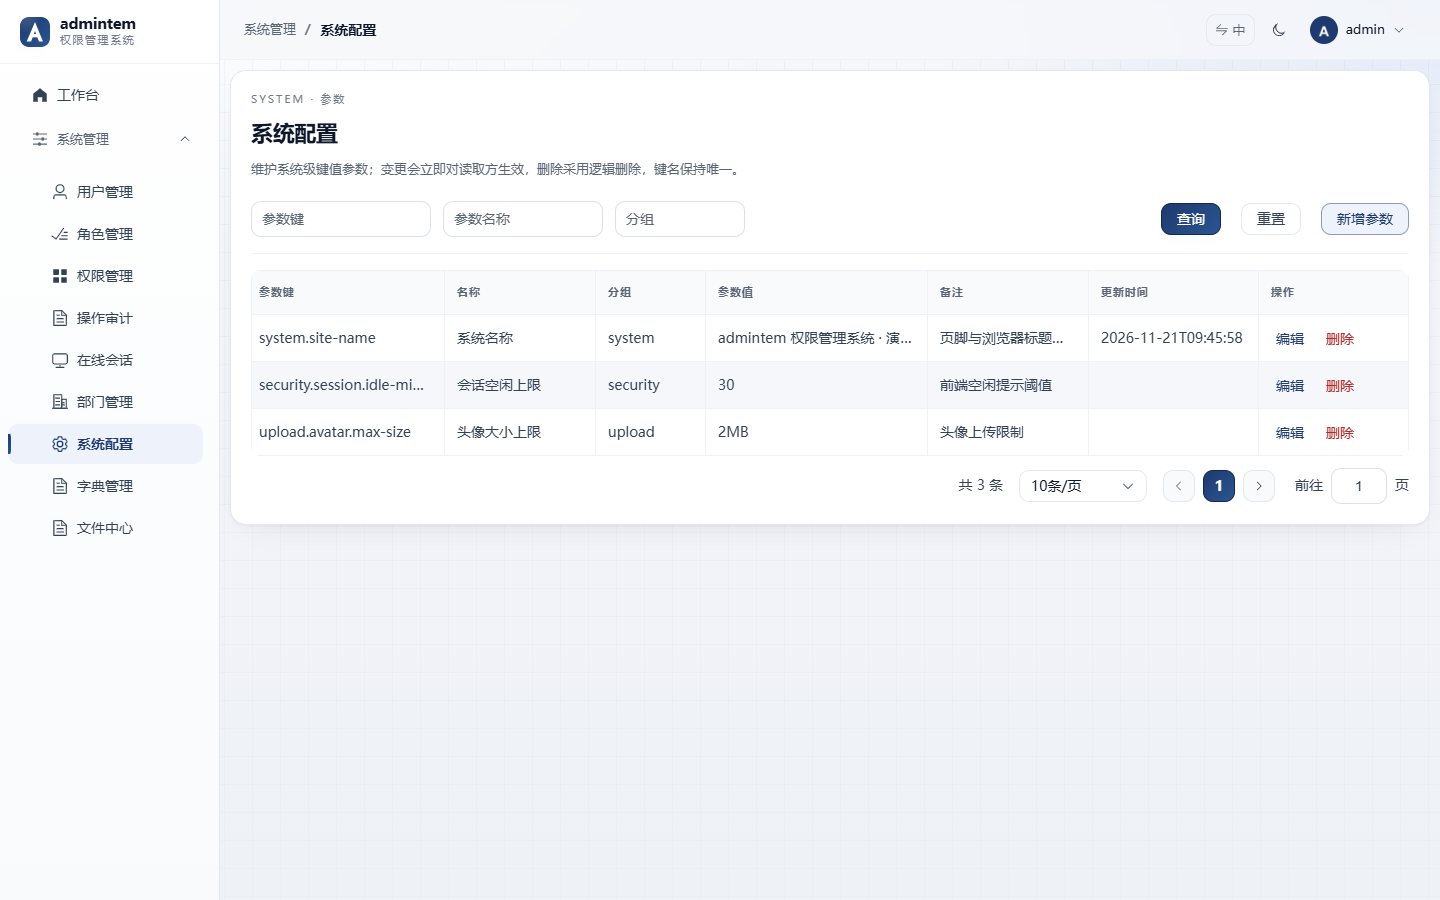 admintem
权限管理系统
系统管理 / 系统配置
中
A admin
工作台
系统管理
用户管理
角色管理
权限管理
操作审计
在线会话
部门管理
系统配置
字典管理
文件中心
SYSTEM · 参数
系统配置
维护系统级键值参数；变更会立即对读取方生效，删除采用逻辑删除，键名保持唯一。
参数键 参数名称 分组 查询 重置 新增参数
参数键 名称 分组 参数值 备注 更新时间 操作
system.site-name 系统名称 system admintem 权限管理系统 · 演... 页脚与浏览器标题... 2026-11-21T09:45:58 编辑 删除
security.session.idle-mi... 会话空闲上限 security 30 前端空闲提示阈值 编辑 删除
upload.avatar.max-size 头像大小上限 upload 2MB 头像上传限制 编辑 删除
共 3 条 10条/页 1 前往 1 页